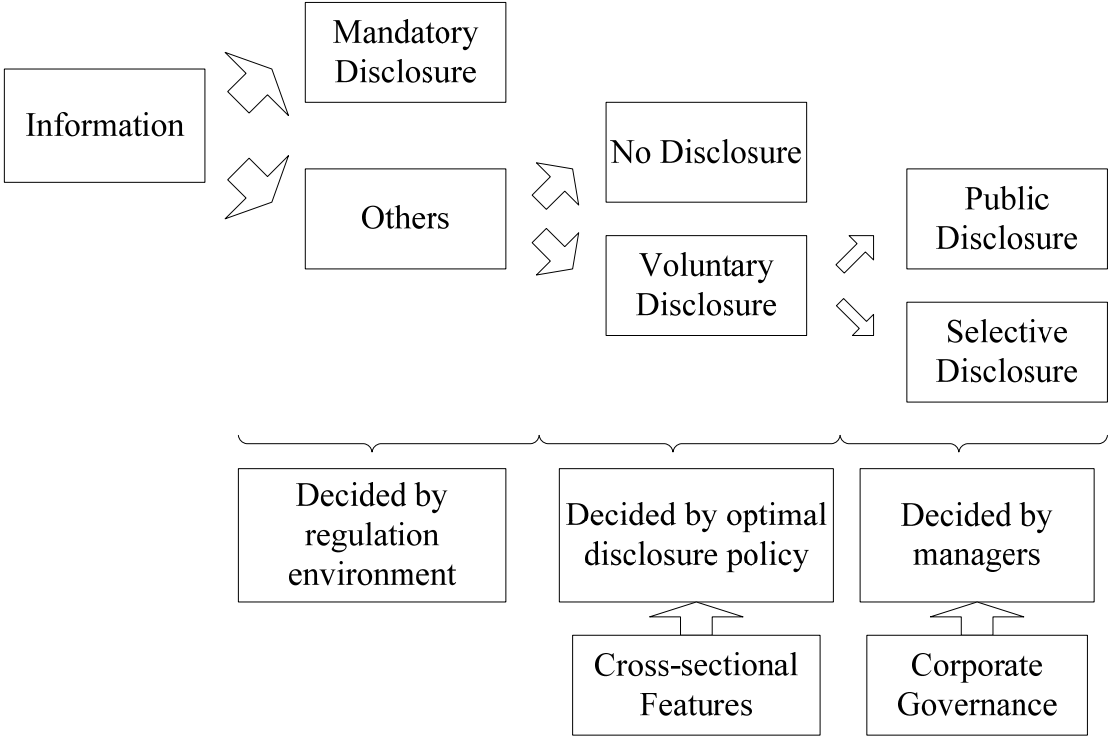 Information
Mandatory
Disclosure
Others
No Disclosure
Voluntary
Disclosure
Public
Disclosure
Selective
Disclosure
Decided by
regulation
environment
Decided by optimal
disclosure policy
Decided by
managers
Cross-sectional
Features
Corporate
Governance